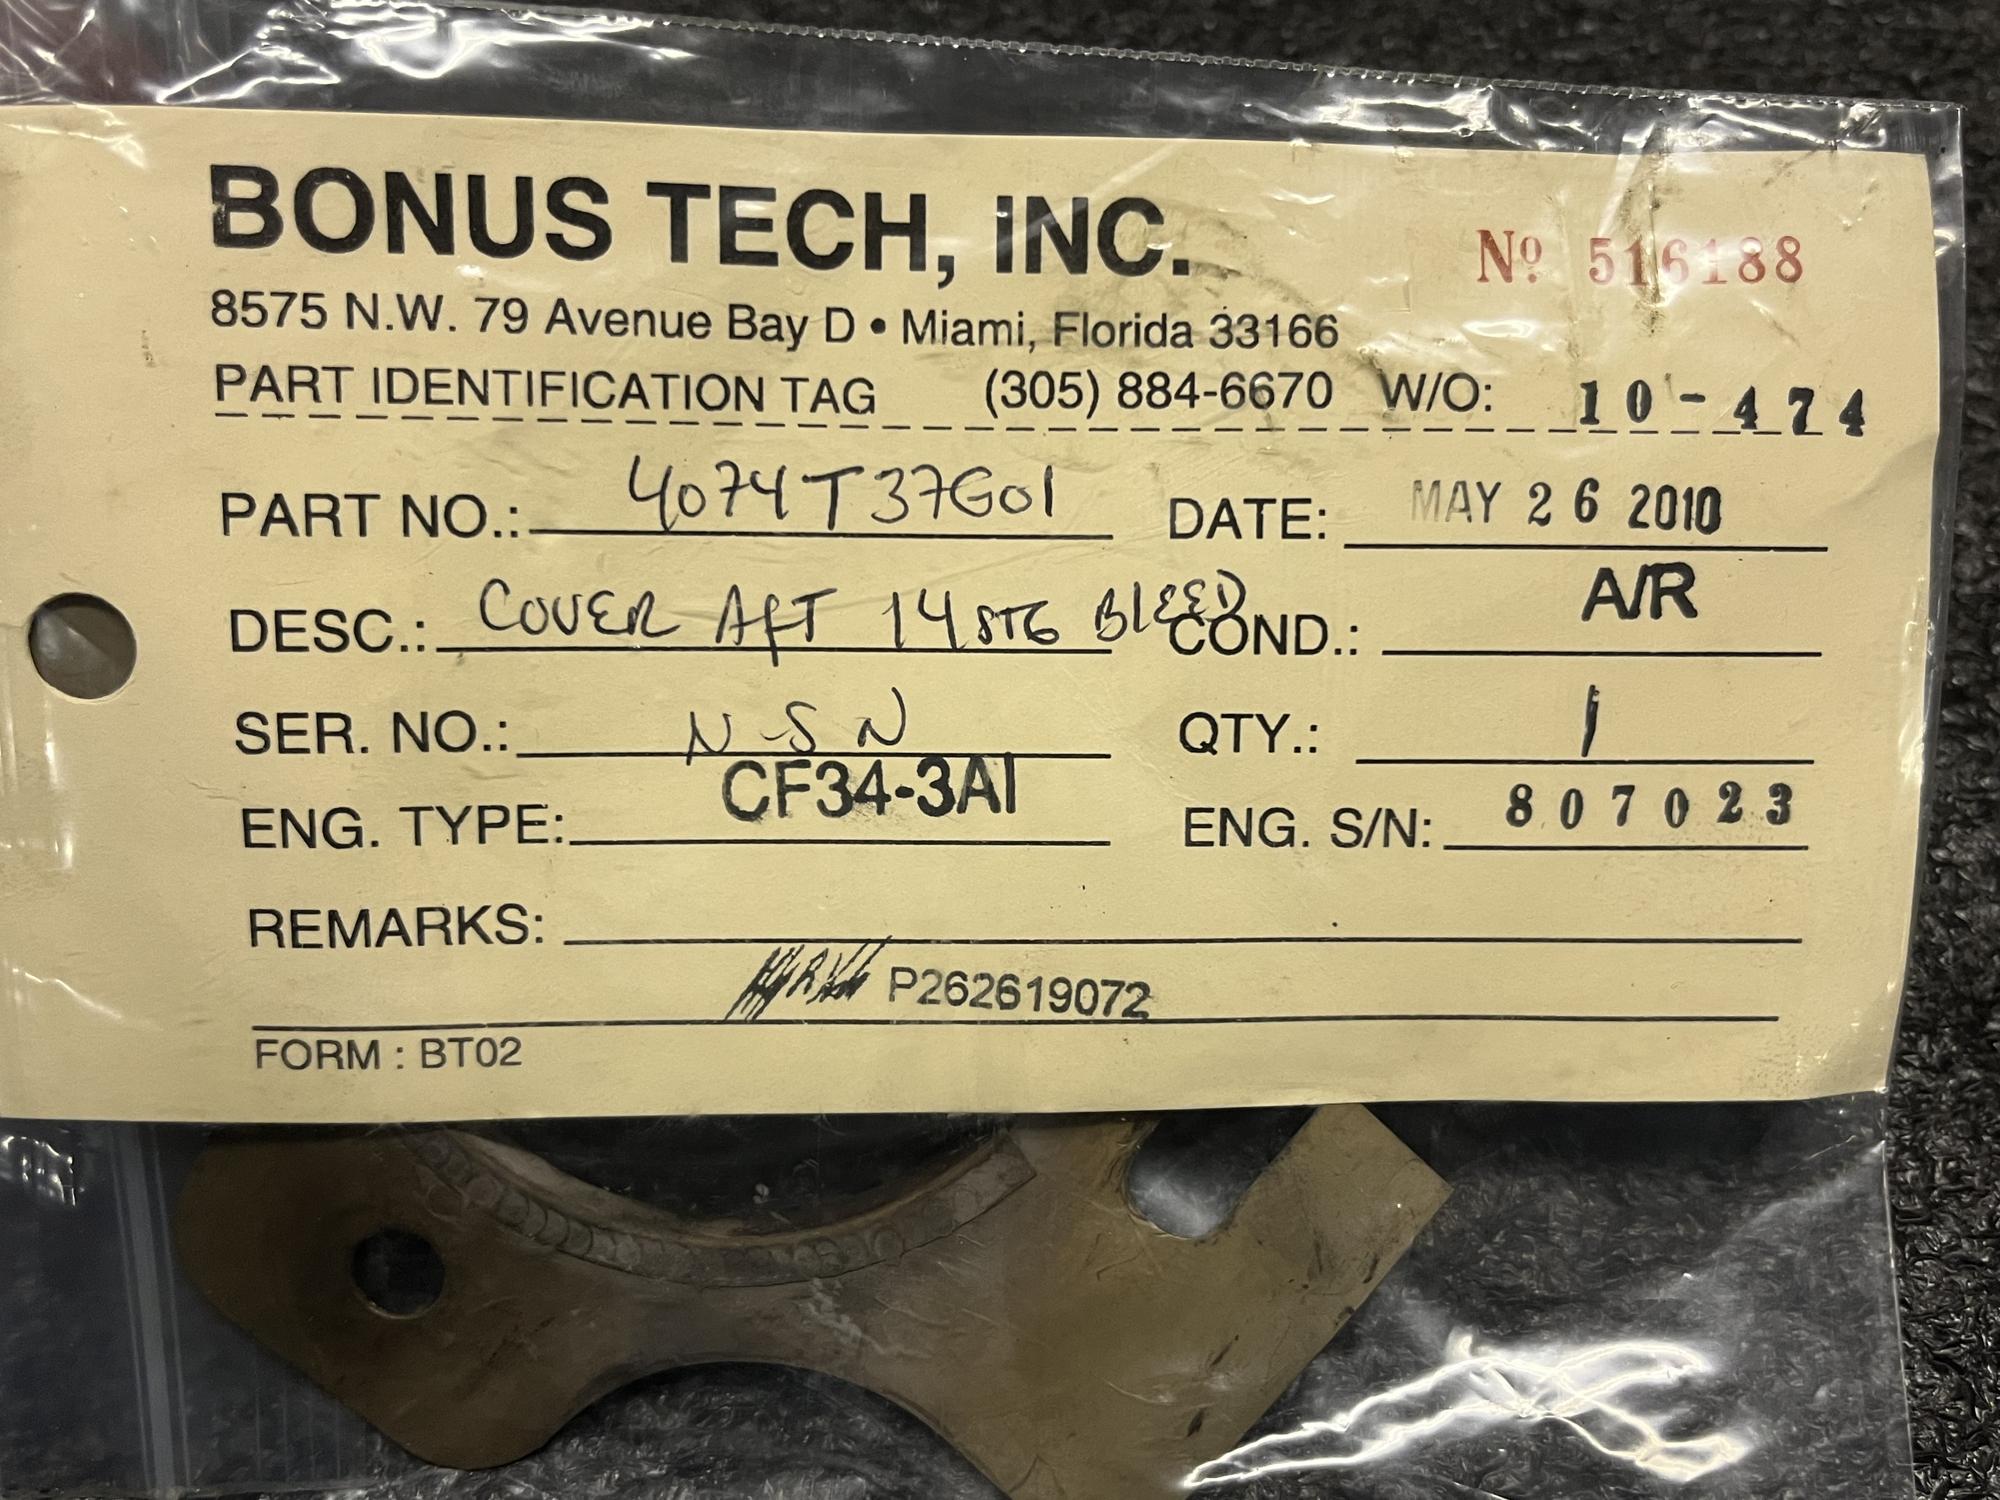 BONUS TECH, INC.
Nº 516188
8575 N.W. 79 Avenue Bay D • Miami, Florida 33166
PART IDENTIFICATION TAG (305) 884-6670 W/O: 10-474
PART NO.: 4074T37G01 DATE: MAY 26 2010
DESC.: COVER AFT 14 STG BLEED COND.: A/R
SER. NO.: N S N QTY.: 1
ENG. TYPE: CF34-3A1 ENG. S/N: 807023
REMARKS:
P262619072
FORM : BT02